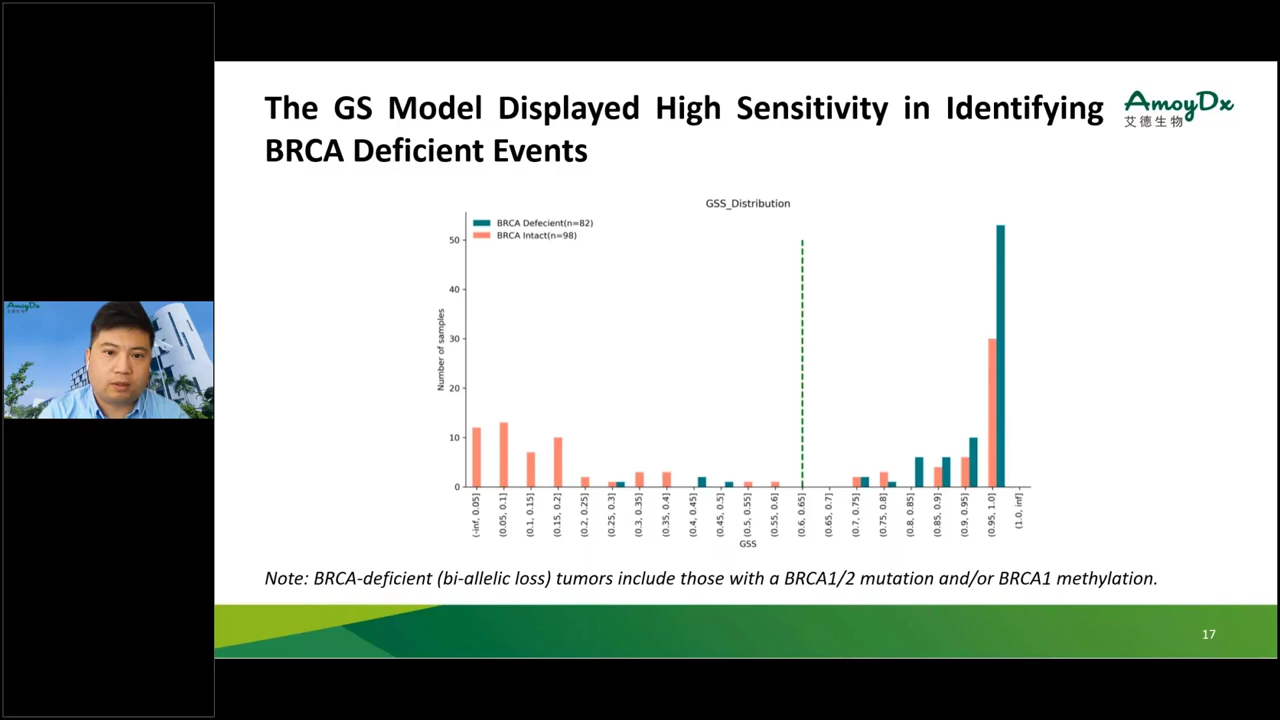 The GS Model Displayed High Sensitivity in Identifying
BRCA Deficient Events
AmoyDx
艾德生物
GSS_Distribution
BRCA Defecient(n=82)
BRCA Intact(n=98)
Number of samples
50
40
30
20
10
0
(-inf, 0.05]
(0.05, 0.1]
(0.1, 0.15]
(0.15, 0.2]
(0.2, 0.25]
(0.25, 0.3]
(0.3, 0.35]
(0.35, 0.4]
(0.4, 0.45]
(0.45, 0.5]
(0.5, 0.55]
(0.55, 0.6]
(0.6, 0.65]
(0.65, 0.7]
(0.7, 0.75]
(0.75, 0.8]
(0.8, 0.85]
(0.85, 0.9]
(0.9, 0.95]
(0.95, 1.0]
(1.0, inf]
GSS
Note: BRCA-deficient (bi-allelic loss) tumors include those with a BRCA1/2 mutation and/or BRCA1 methylation.
17
AmoyDx
艾德生物